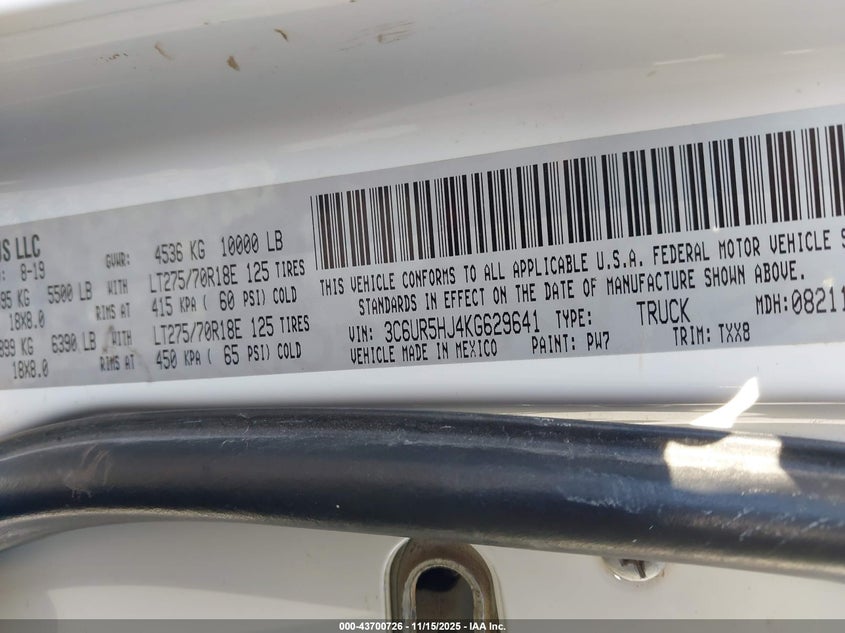 US LLC
8-19
GVWR: 4536 KG 10000 LB
95 KG 5500 LB WITH LT275/70R18E 125 TIRES
18X8.0 RIMS AT 415 KPA ( 60 PSI) COLD
899 KG 6390 LB WITH LT275/70R18E 125 TIRES
18X8.0 RIMS AT 450 KPA ( 65 PSI) COLD
THIS VEHICLE CONFORMS TO ALL APPLICABLE U.S.A. FEDERAL MOTOR VEHICLE S
STANDARDS IN EFFECT ON THE DATE OF MANUFACTURE SHOWN ABOVE.
VIN: 3C6UR5HJ4KG629641 TYPE: TRUCK MDH:08211
VEHICLE MADE IN MEXICO PAINT: PW7 TRIM: TXX8
000-43700726 - 11/15/2025 - IAA Inc.